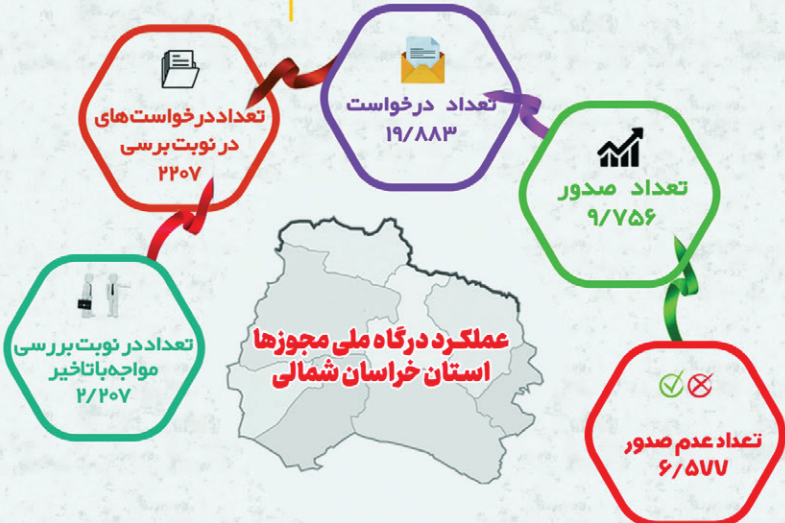 تعداد درخواست
۱۹/۸۸۳
تعداد صدور
۹/۷۵۶
تعداد عدم صدور
۶/۵۷۷
تعداد درخواست‌های
در نوبت برسی
۲۲۰۷
تعداد در نوبت بررسی
مواجه با تاخیر
۲/۲۰۷
عملکرد درگاه ملی مجوزها
استان خراسان شمالی